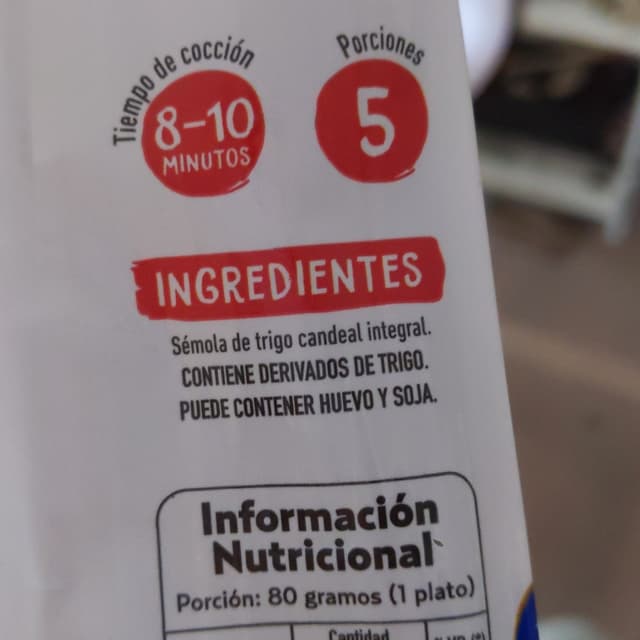 Tiempo de cocción
8-10
MINUTOS
Porciones
5
INGREDIENTES
Sémola de trigo candeal integral.
CONTIENE DERIVADOS DE TRIGO.
PUEDE CONTENER HUEVO Y SOJA.
Información
Nutricional
Porción: 80 gramos (1 plato)
Cantidad